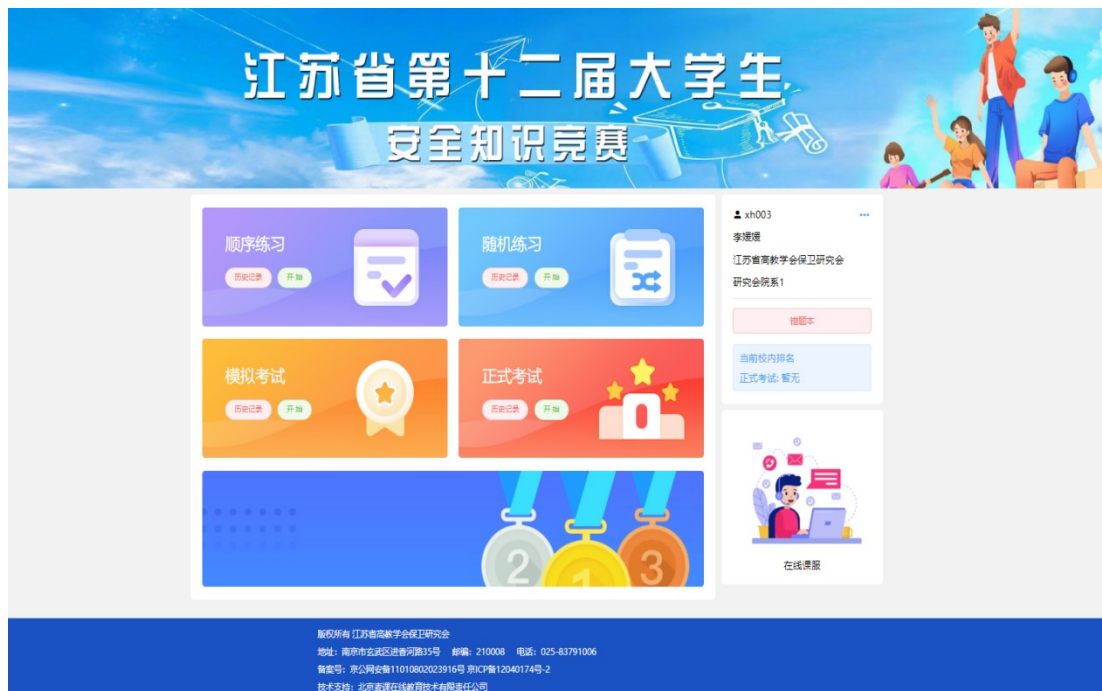 江苏省第十二届大学生
安全知识竞赛
顺序练习
历史记录 开始
随机练习
历史记录 开始
模拟考试
历史记录 开始
正式考试
历史记录 开始
0
2 1 3
xh003
李媛媛
江苏省高教学会保卫研究会
研究会院系1
错题本
当前校内排名
正式考试: 暂无
在线课服
版权所有 江苏省高教学会保卫研究会
地址：南京市玄武区进香河路35号 邮编：210008 电话：025-83791006
备案号：京公网安备11010802023916号 京ICP备12040174号-2
技术支持：北京麦课在线教育技术有限责任公司